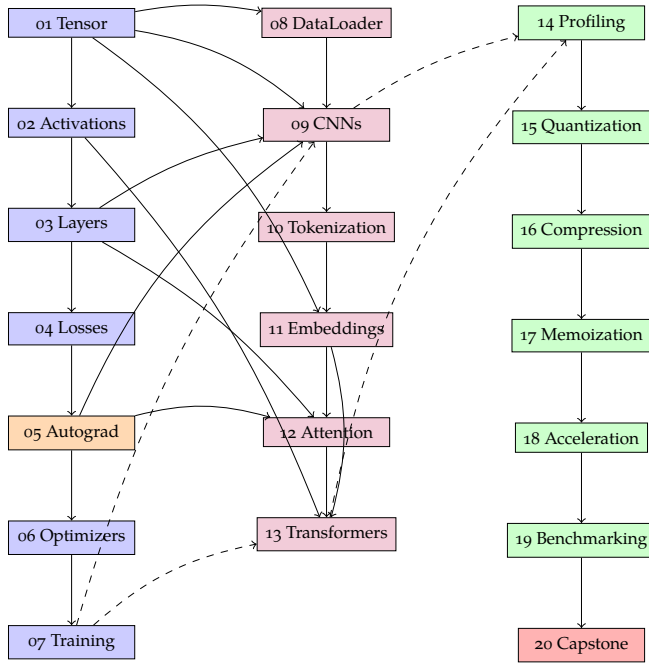 01 Tensor
02 Activations
03 Layers
04 Losses
05 Autograd
06 Optimizers
07 Training
08 DataLoader
09 CNNs
10 Tokenization
11 Embeddings
12 Attention
13 Transformers
14 Profiling
15 Quantization
16 Compression
17 Memoization
18 Acceleration
19 Benchmarking
20 Capstone